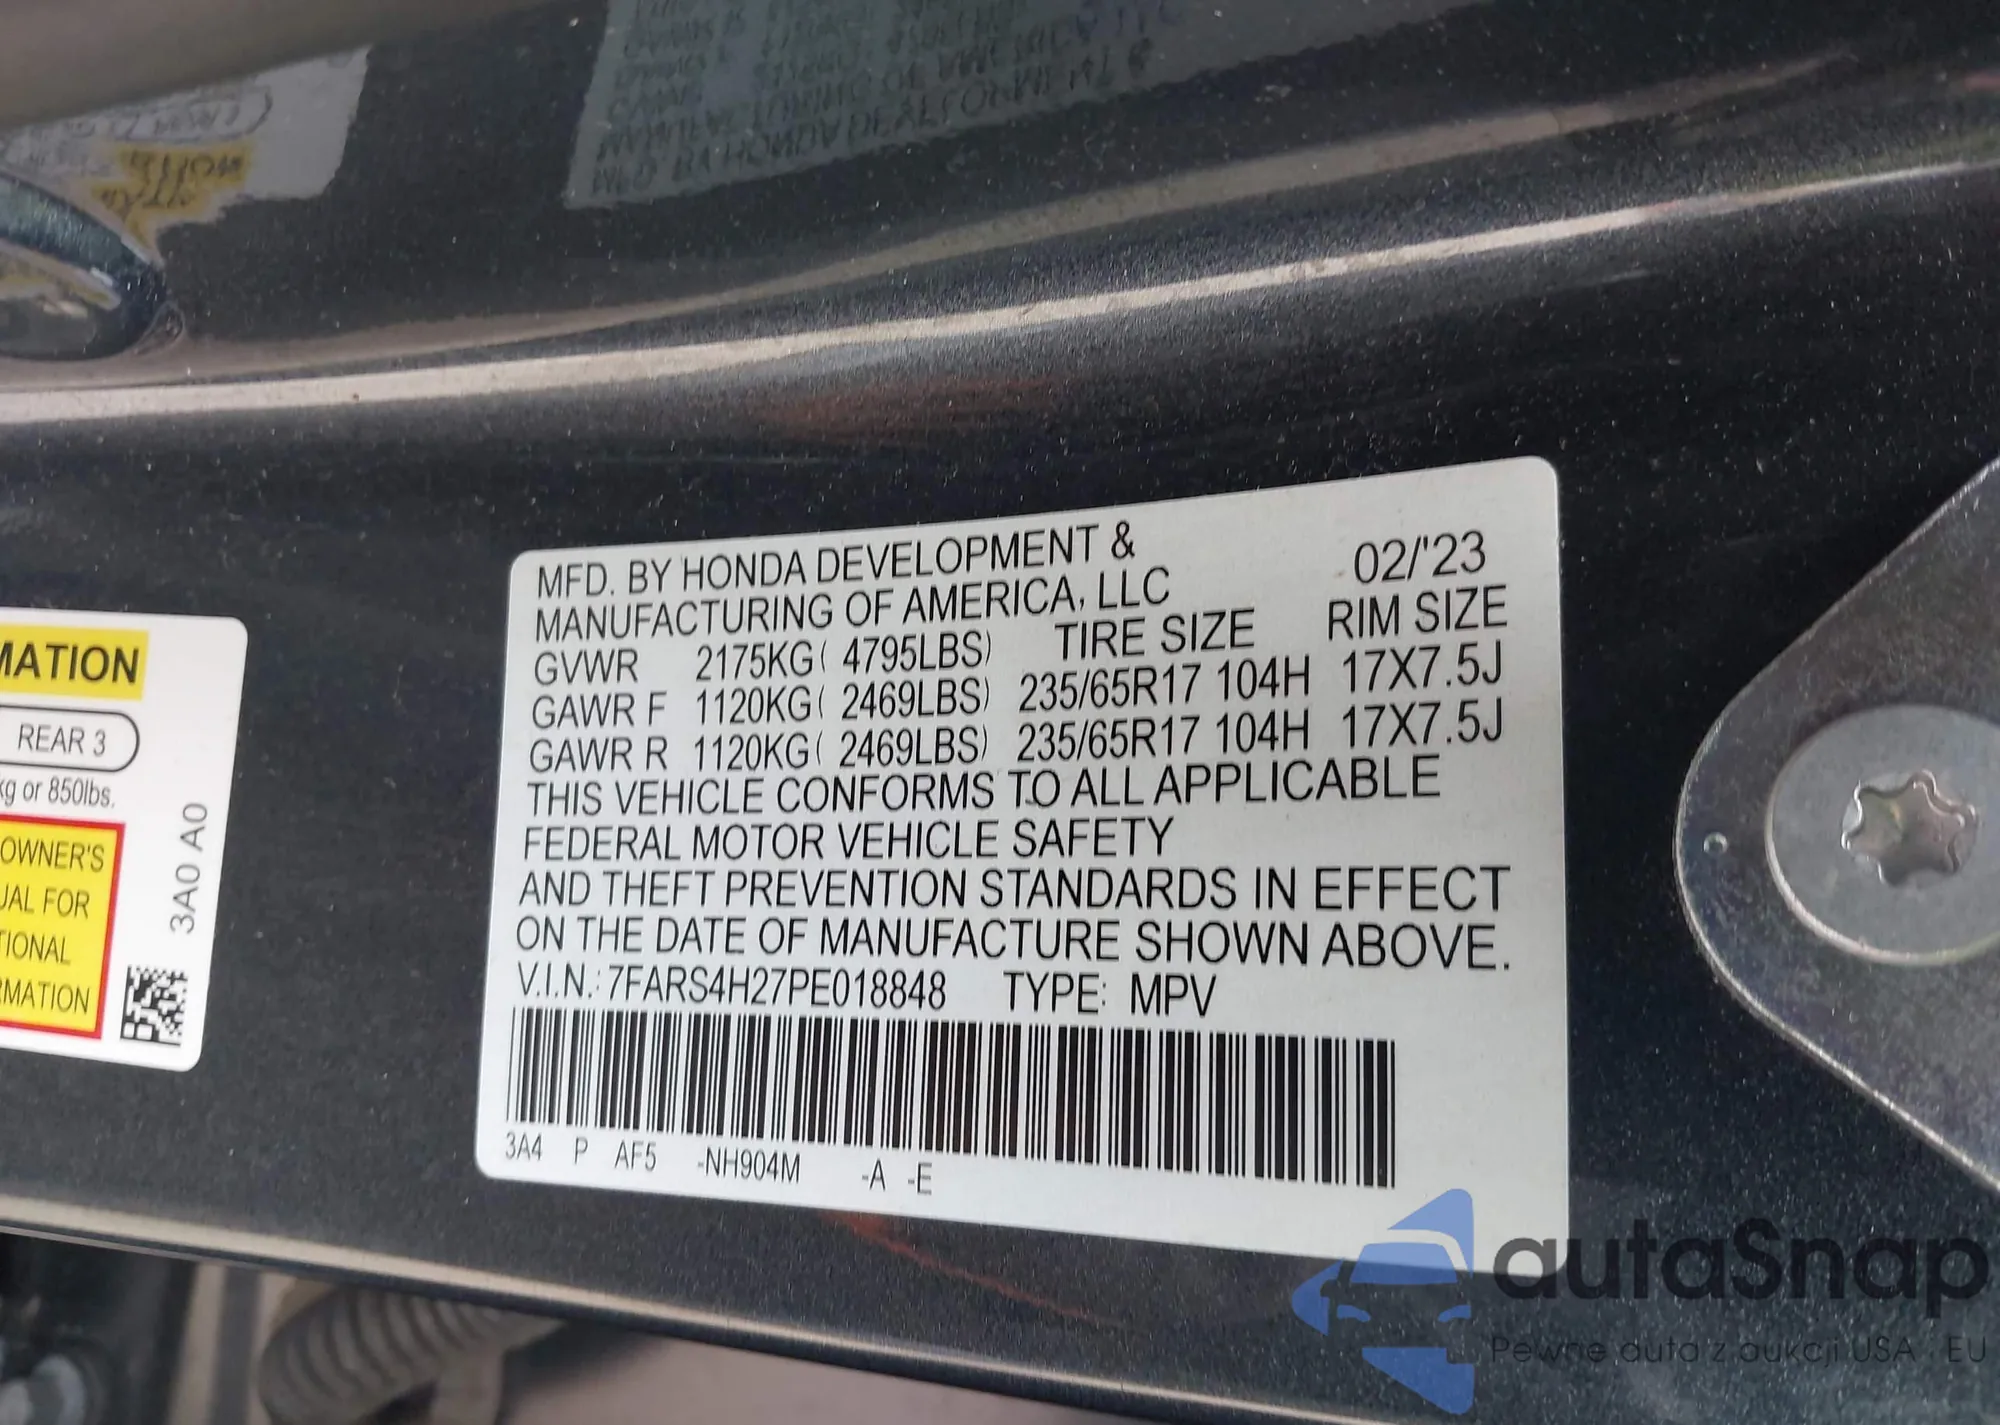 MATION
REAR 3
kg or 850lbs.
OWNER'S
UAL FOR
TIONAL
RMATION
3A0 A0
MFD. BY HONDA DEVELOPMENT &
MANUFACTURING OF AMERICA, LLC 02/'23
GVWR 2175KG( 4795LBS) TIRE SIZE RIM SIZE
GAWR F 1120KG( 2469LBS) 235/65R17 104H 17X7.5J
GAWR R 1120KG( 2469LBS) 235/65R17 104H 17X7.5J
THIS VEHICLE CONFORMS TO ALL APPLICABLE
FEDERAL MOTOR VEHICLE SAFETY
AND THEFT PREVENTION STANDARDS IN EFFECT
ON THE DATE OF MANUFACTURE SHOWN ABOVE.
V.I.N.: 7FARS4H27PE018848 TYPE: MPV
3A4 P AF5 -NH904M -A -E
autaSnap
Pewne auta z aukcji USA i EU